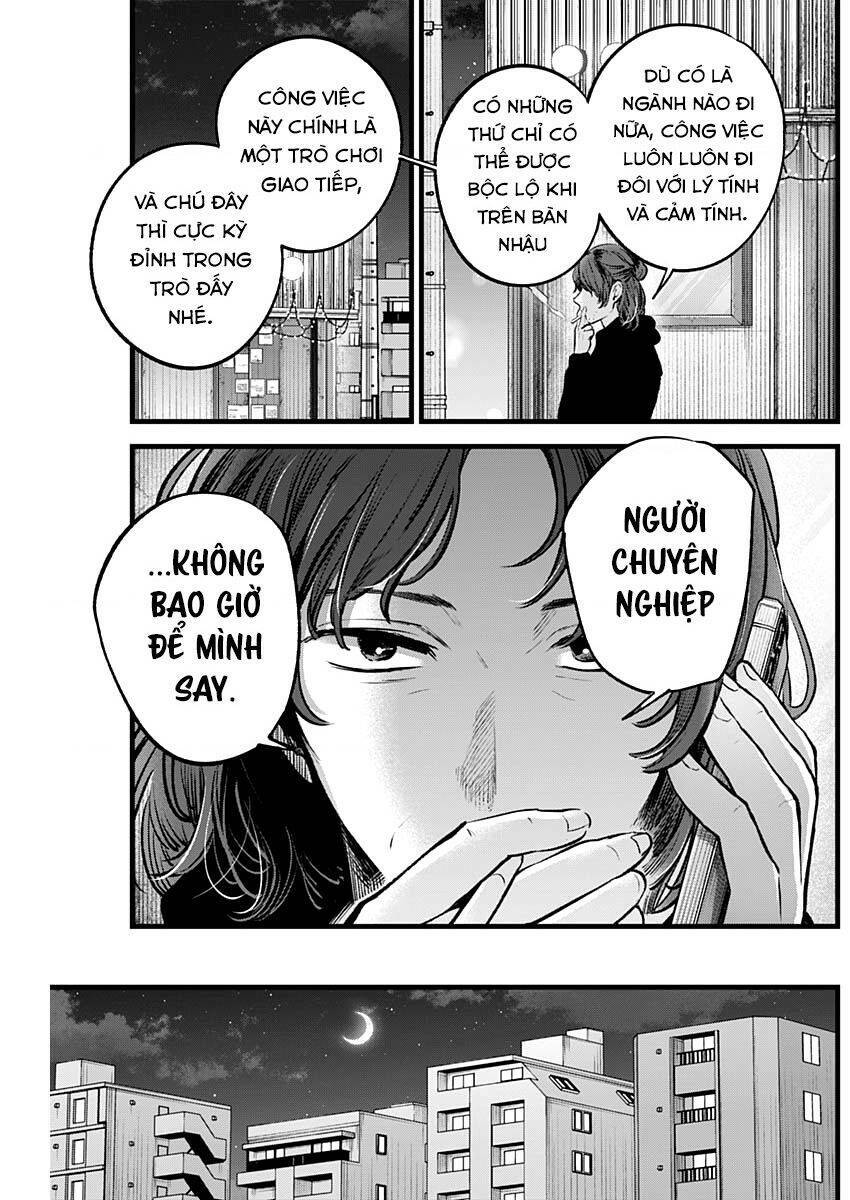 DÙ CÓ LÀ
NGÀNH NÀO ĐI
NỮA, CÔNG VIỆC
LUÔN LUÔN ĐI
ĐÔI VỚI LÝ TÍNH
VÀ CẢM TÍNH.
CÓ NHỮNG
THỨ CHỈ CÓ
THỂ ĐƯỢC
BỘC LỘ KHI
TRÊN BÀN
NHẬU
CÔNG VIỆC
NÀY CHÍNH LÀ
MỘT TRÒ CHƠI
GIAO TIẾP,
VÀ CHÚ ĐÂY
THÌ CỰC KỲ
ĐỈNH TRONG
TRÒ ĐẤY
NHÉ.
NGƯỜI
CHUYÊN
NGHIỆP
...KHÔNG
BAO GIỜ
ĐỂ MÌNH
SAY.